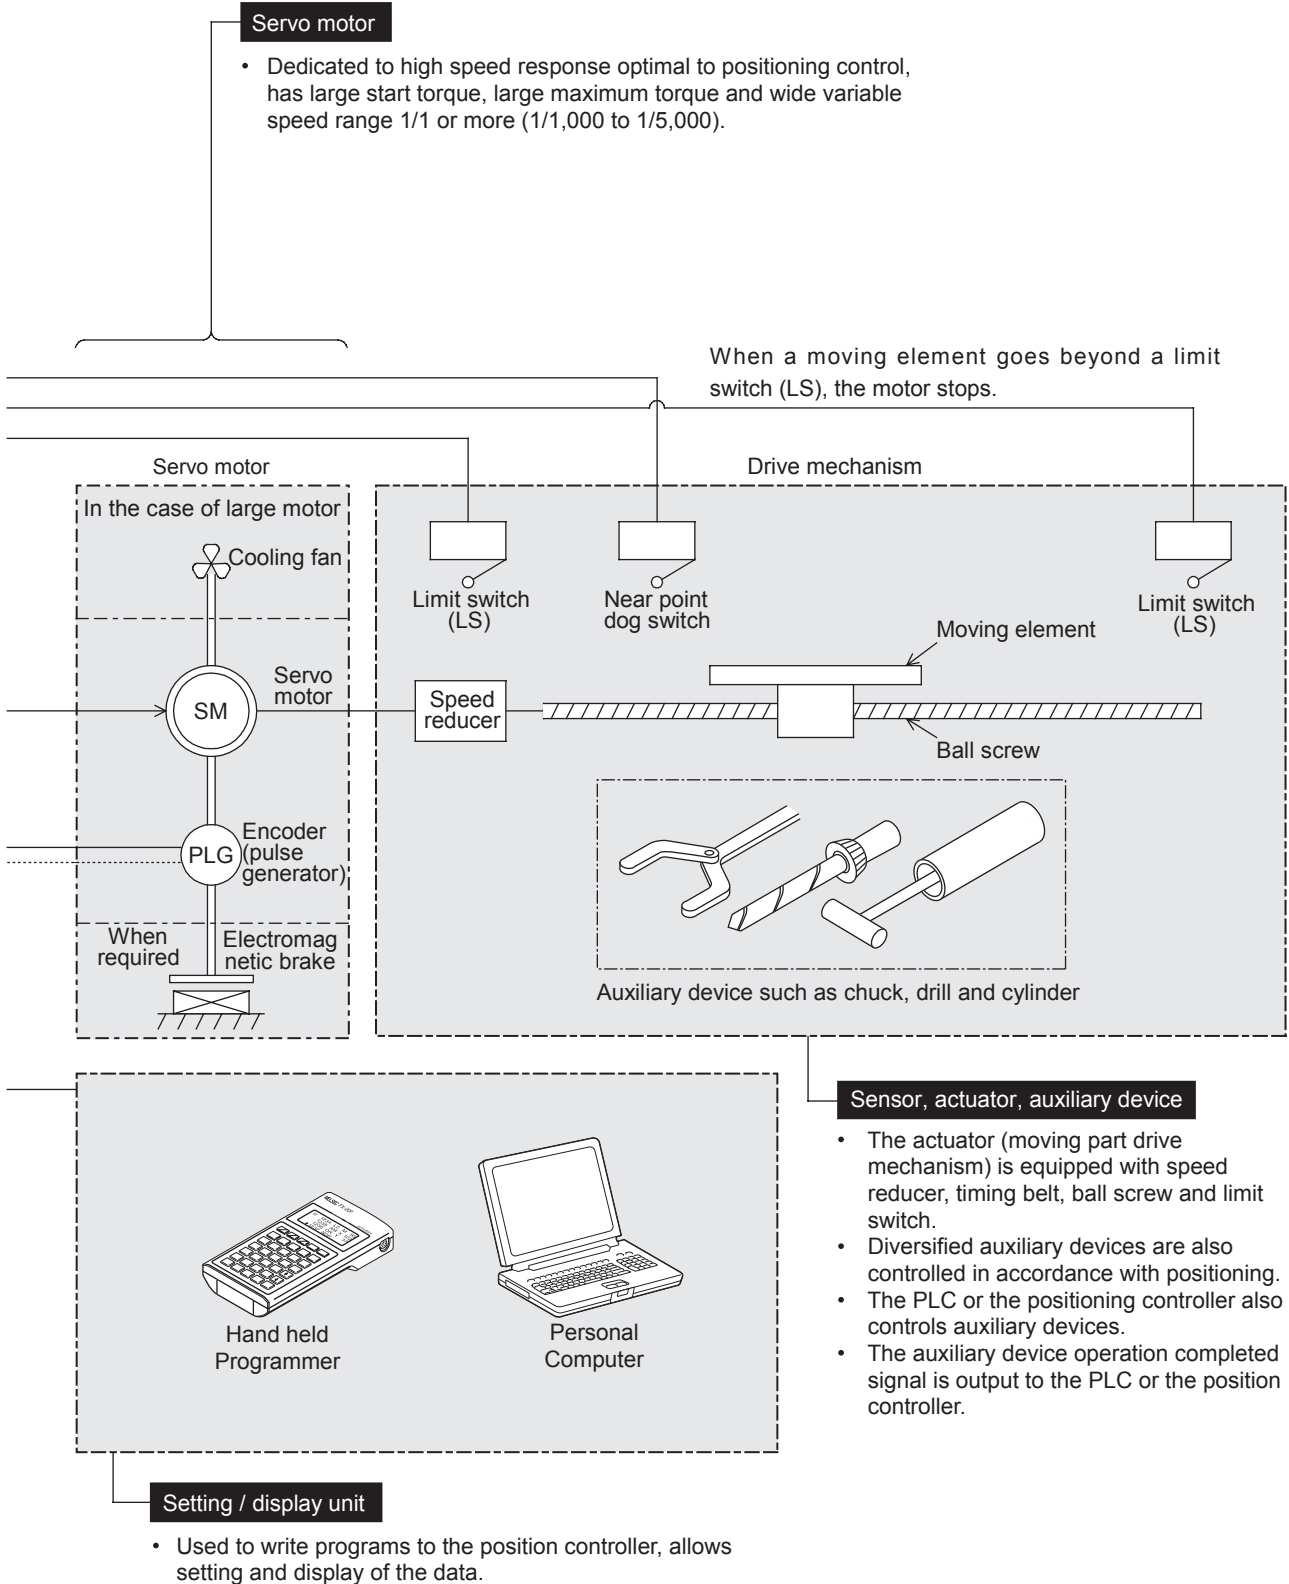 Servo motor
• Dedicated to high speed response optimal to positioning control,
has large start torque, large maximum torque and wide variable
speed range 1/1 or more (1/1,000 to 1/5,000).
When a moving element goes beyond a limit
switch (LS), the motor stops.
Servo motor
Drive mechanism
In the case of large motor
Cooling fan
Limit switch
(LS)
Near point
dog switch
Limit switch
(LS)
Moving element
Servo
motor
SM
Speed
reducer
Ball screw
Encoder
(pulse
generator)
PLG
When
required
Electromag
netic brake
Auxiliary device such as chuck, drill and cylinder
Sensor, actuator, auxiliary device
• The actuator (moving part drive
mechanism) is equipped with speed
reducer, timing belt, ball screw and limit
switch.
• Diversified auxiliary devices are also
controlled in accordance with positioning.
• The PLC or the positioning controller also
controls auxiliary devices.
• The auxiliary device operation completed
signal is output to the PLC or the position
controller.
Hand held
Programmer
Personal
Computer
Setting / display unit
• Used to write programs to the position controller, allows
setting and display of the data.